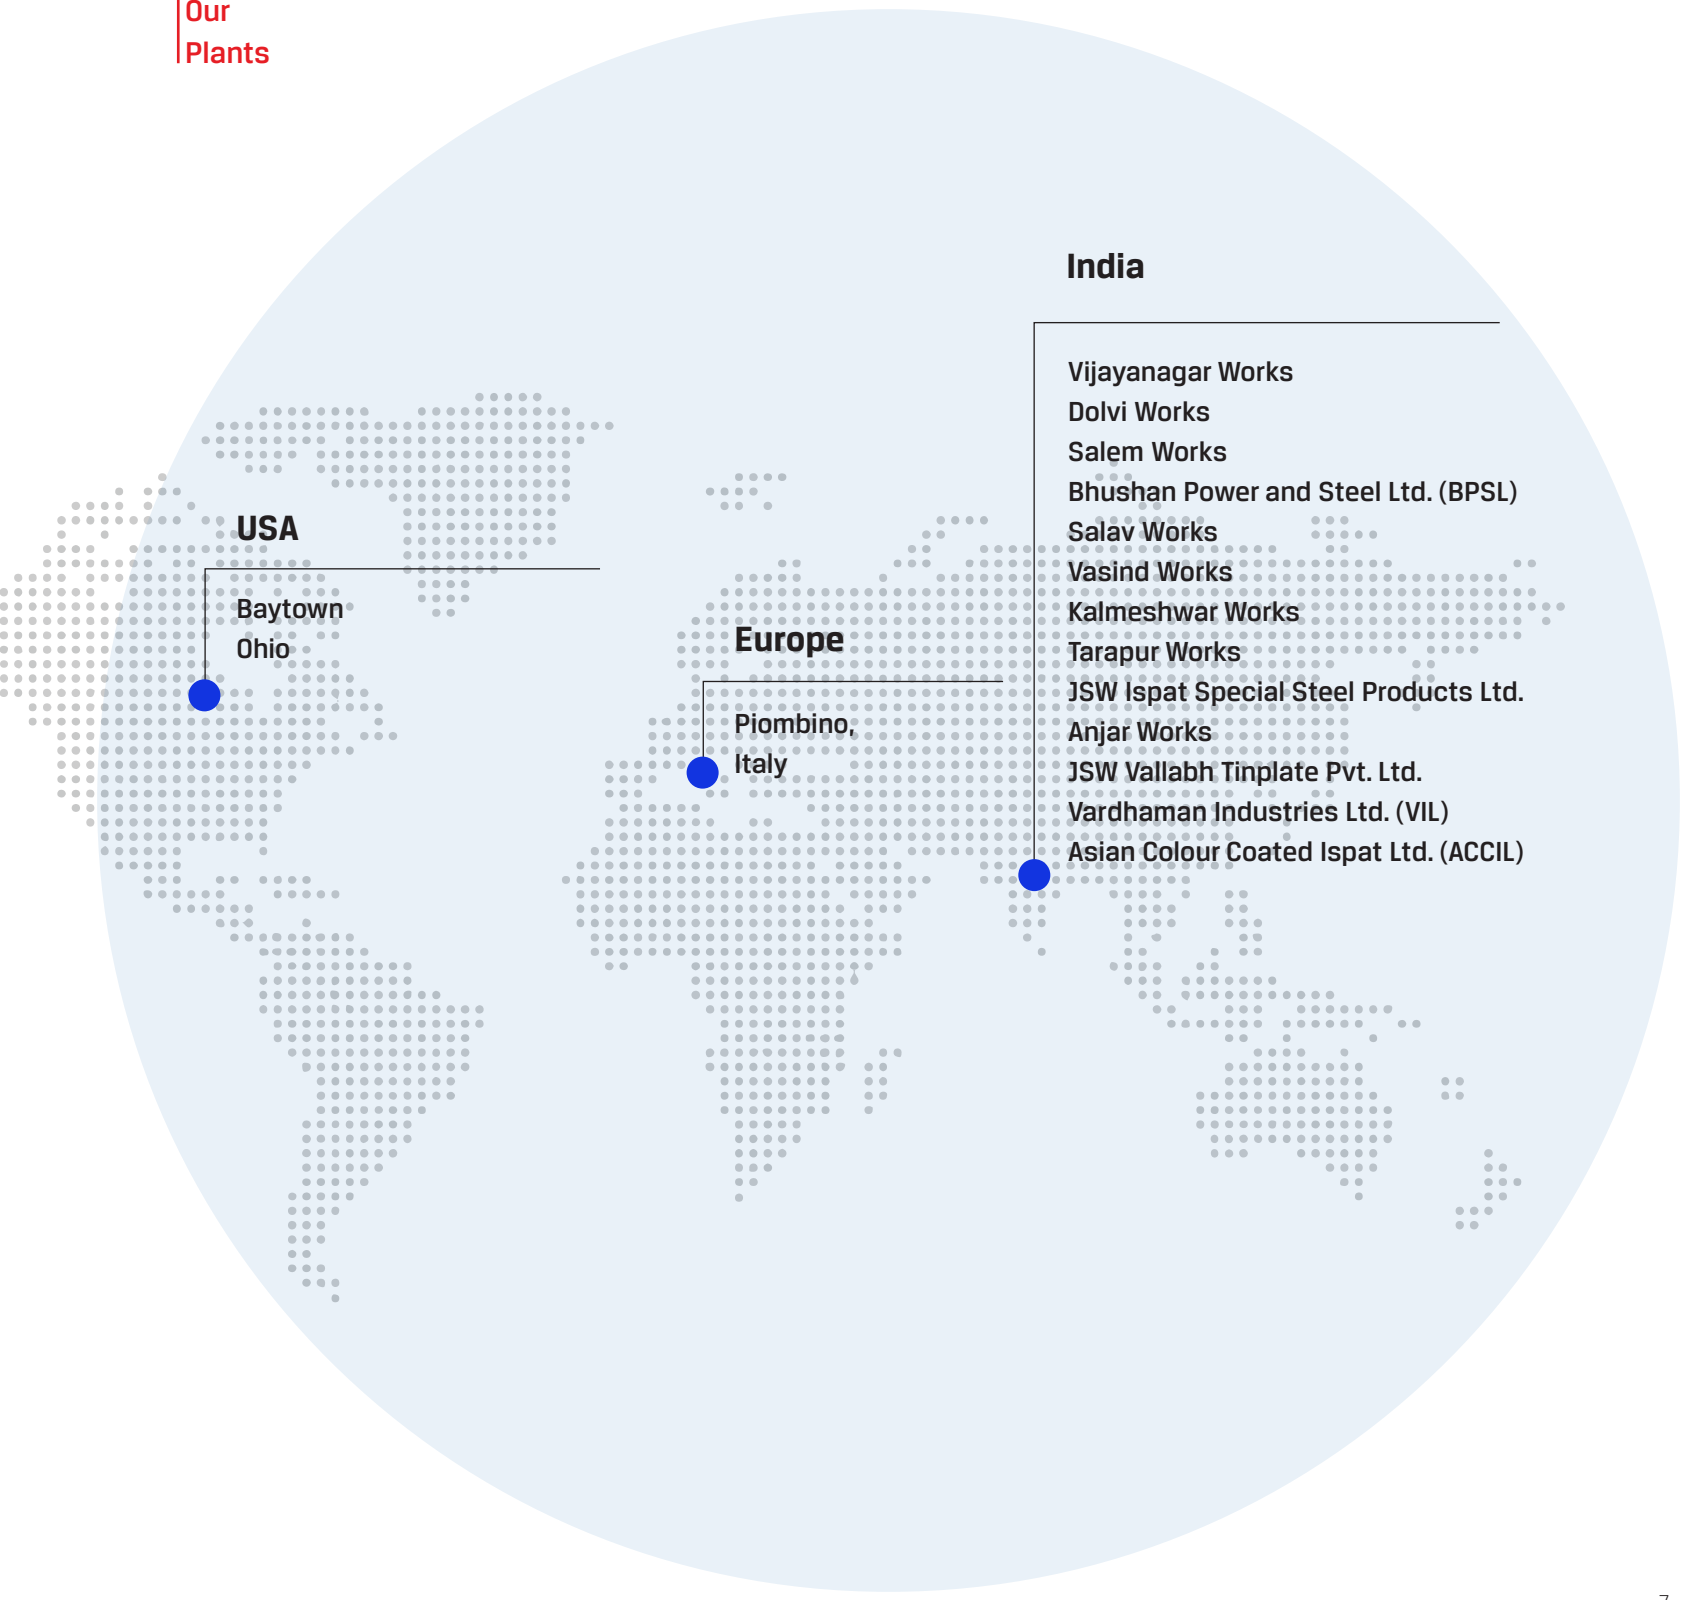 Our
Plants
India
Vijayanagar Works
Dolvi Works
Salem Works
Bhushan Power and Steel Ltd. (BPSL)
Salav Works
Vasind Works
Kalmeshwar Works
Tarapur Works
JSW Ispat Special Steel Products Ltd.
Anjar Works
JSW Vallabh Tinplate Pvt. Ltd.
Vardhaman Industries Ltd. (VIL)
Asian Colour Coated Ispat Ltd. (ACCIL)
USA
Baytown
Ohio
Europe
Piombino,
Italy
7